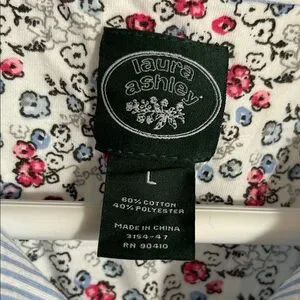 laura
ashley
L
60% COTTON
40% POLYESTER
MADE IN CHINA
3154-47
RN 90410